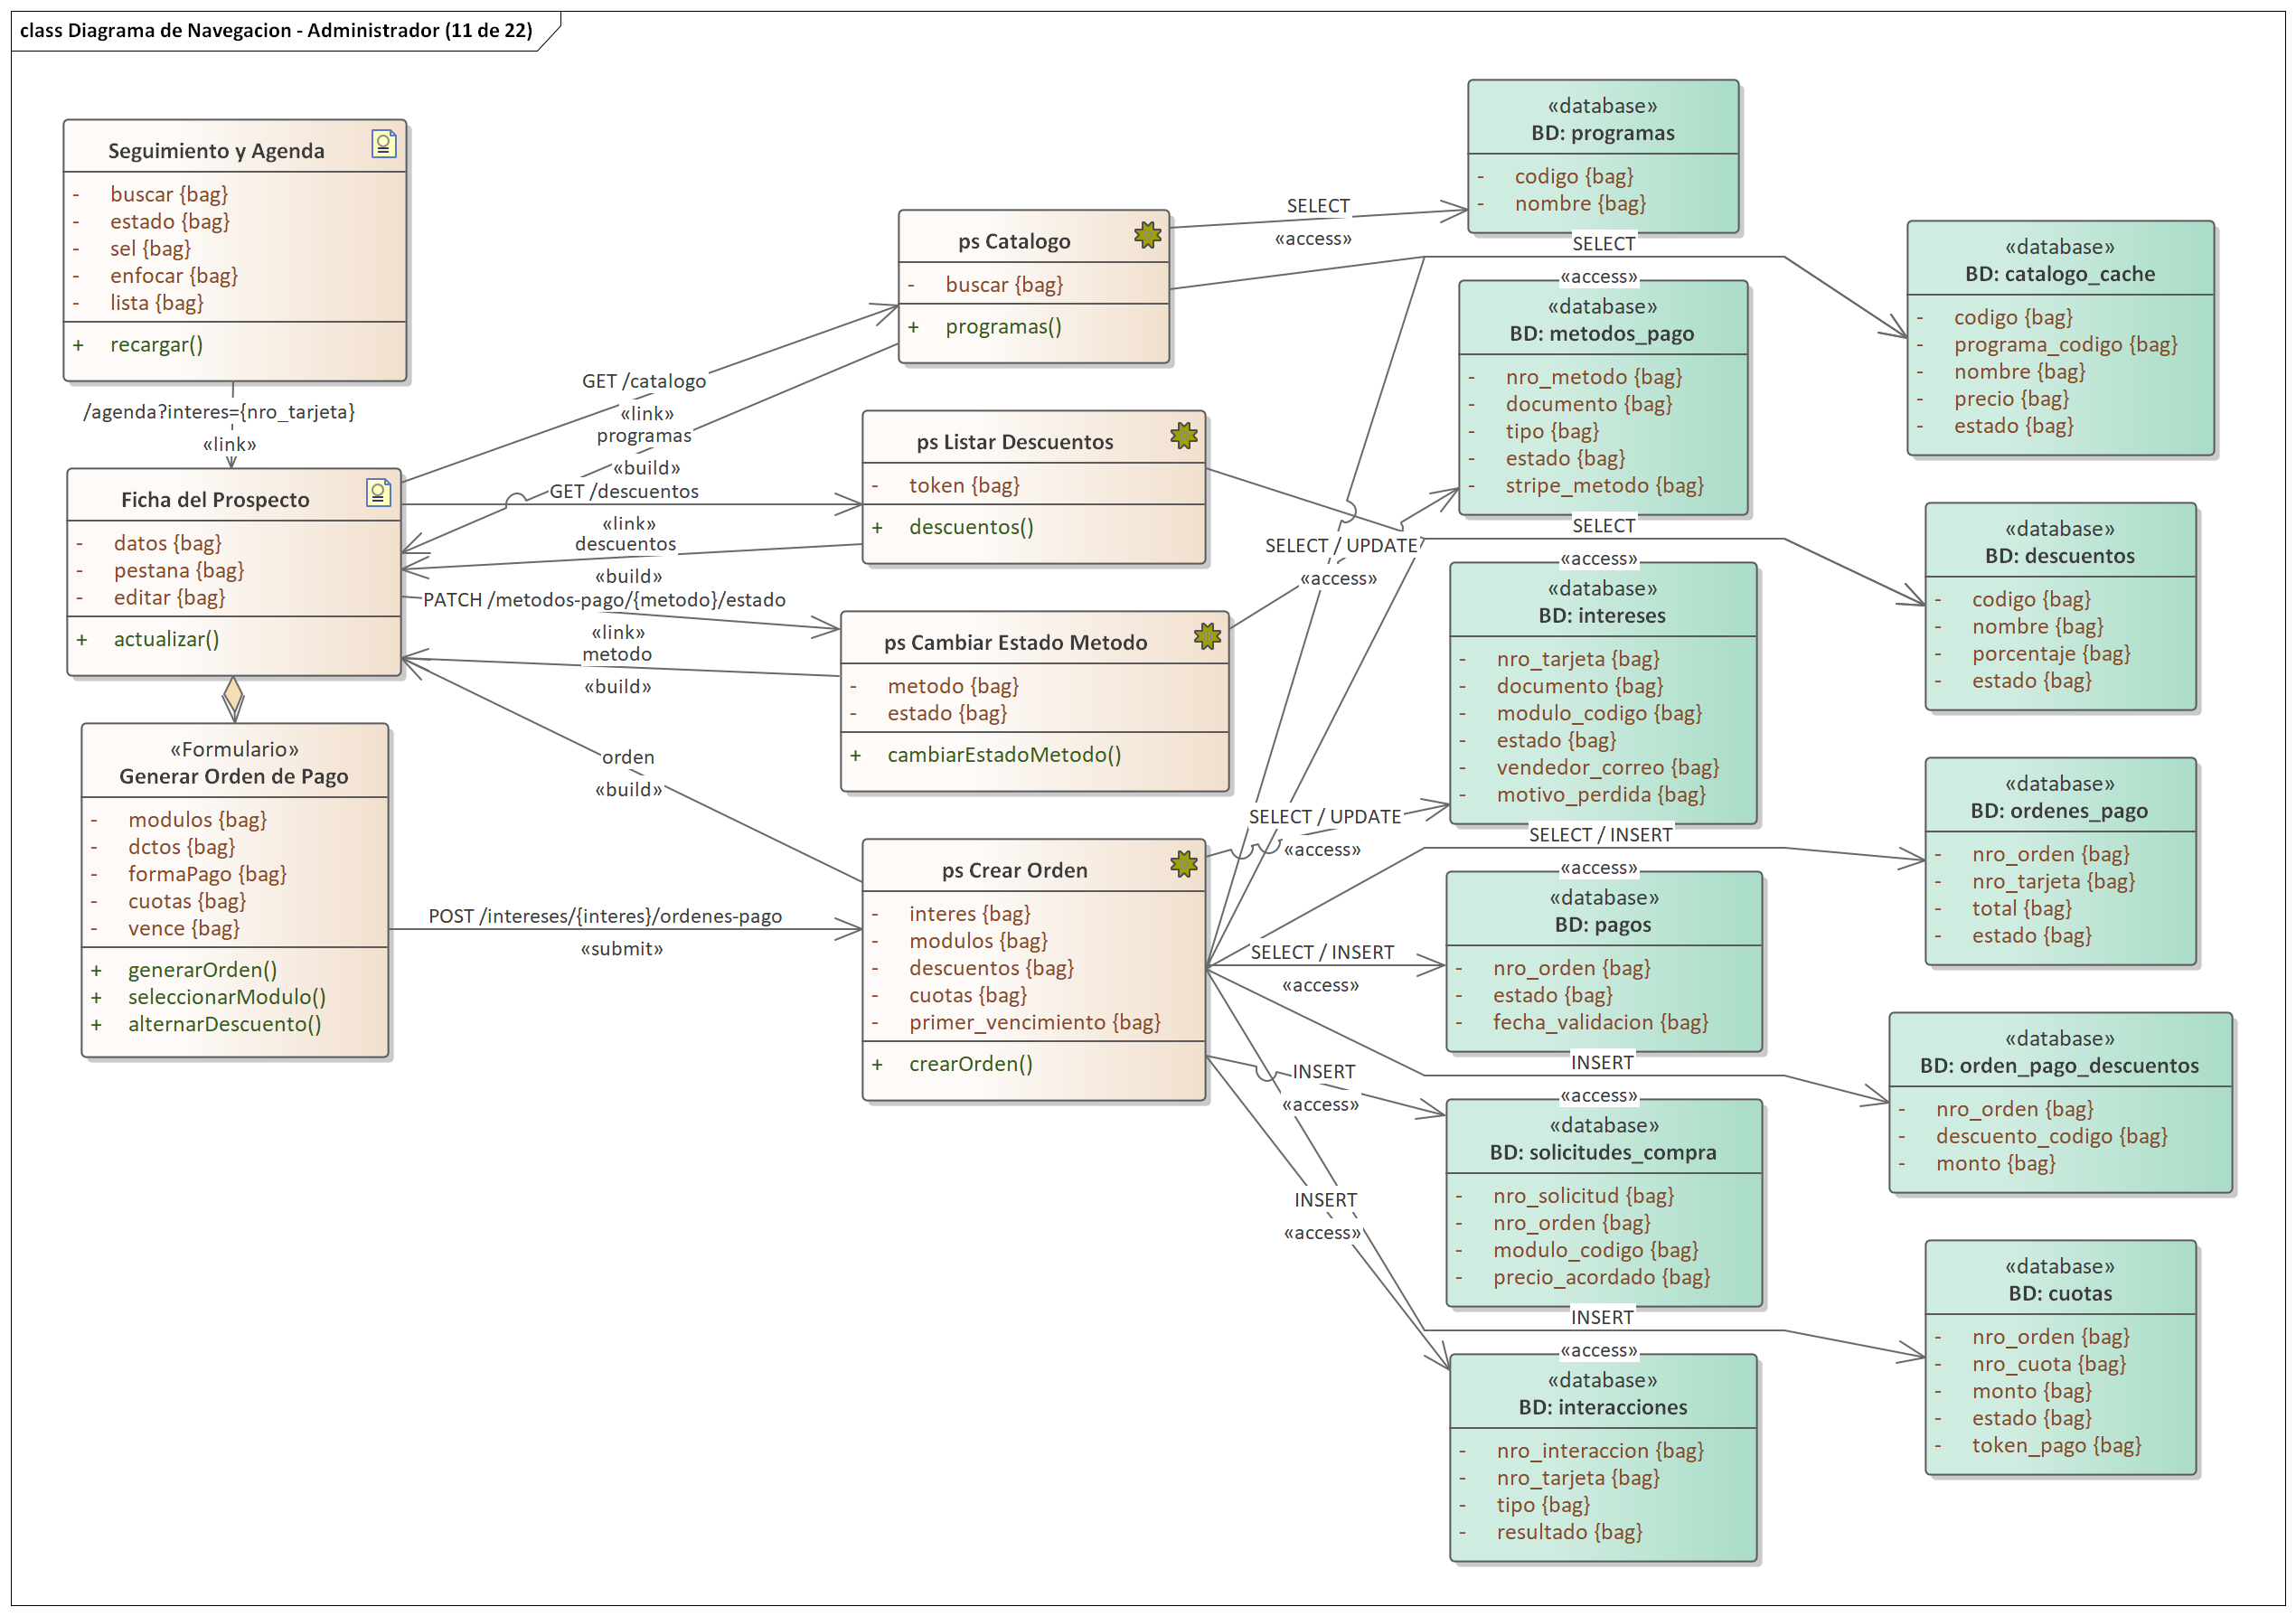 class Diagrama de Navegacion - Administrador (11 de 22)
Seguimiento y Agenda
- buscar {bag}
- estado {bag}
- sel {bag}
- enfocar {bag}
- lista {bag}
+ recargar()
/agenda?interes={nro_tarjeta}
«link»
Ficha del Prospecto
- datos {bag}
- pestana {bag}
- editar {bag}
+ actualizar()
«Formulario»
Generar Orden de Pago
- modulos {bag}
- dctos {bag}
- formaPago {bag}
- cuotas {bag}
- vence {bag}
+ generarOrden()
+ seleccionarModulo()
+ alternarDescuento()
GET /catalogo
«link»
programas
«build»
GET /descuentos
«link»
descuentos
«build»
PATCH /metodos-pago/{metodo}/estado
«link»
metodo
«build»
orden
«build»
POST /intereses/{interes}/ordenes-pago
«submit»
ps Catalogo
- buscar {bag}
+ programas()
ps Listar Descuentos
- token {bag}
+ descuentos()
ps Cambiar Estado Metodo
- metodo {bag}
- estado {bag}
+ cambiarEstadoMetodo()
ps Crear Orden
- interes {bag}
- modulos {bag}
- descuentos {bag}
- cuotas {bag}
- primer_vencimiento {bag}
+ crearOrden()
SELECT
«access»
SELECT
«access»
SELECT / UPDATE
«access»
SELECT
«access»
SELECT / UPDATE
«access»
SELECT / INSERT
«access»
SELECT / INSERT
«access»
INSERT
«access»
INSERT
«access»
INSERT
«access»
INSERT
«access»
«database»
BD: programas
- codigo {bag}
- nombre {bag}
«database»
BD: metodos_pago
- nro_metodo {bag}
- documento {bag}
- tipo {bag}
- estado {bag}
- stripe_metodo {bag}
«database»
BD: intereses
- nro_tarjeta {bag}
- documento {bag}
- modulo_codigo {bag}
- estado {bag}
- vendedor_correo {bag}
- motivo_perdida {bag}
«database»
BD: pagos
- nro_orden {bag}
- estado {bag}
- fecha_validacion {bag}
«database»
BD: solicitudes_compra
- nro_solicitud {bag}
- nro_orden {bag}
- modulo_codigo {bag}
- precio_acordado {bag}
«database»
BD: interacciones
- nro_interaccion {bag}
- nro_tarjeta {bag}
- tipo {bag}
- resultado {bag}
«database»
BD: catalogo_cache
- codigo {bag}
- programa_codigo {bag}
- nombre {bag}
- precio {bag}
- estado {bag}
«database»
BD: descuentos
- codigo {bag}
- nombre {bag}
- porcentaje {bag}
- estado {bag}
«database»
BD: ordenes_pago
- nro_orden {bag}
- nro_tarjeta {bag}
- total {bag}
- estado {bag}
«database»
BD: orden_pago_descuentos
- nro_orden {bag}
- descuento_codigo {bag}
- monto {bag}
«database»
BD: cuotas
- nro_orden {bag}
- nro_cuota {bag}
- monto {bag}
- estado {bag}
- token_pago {bag}